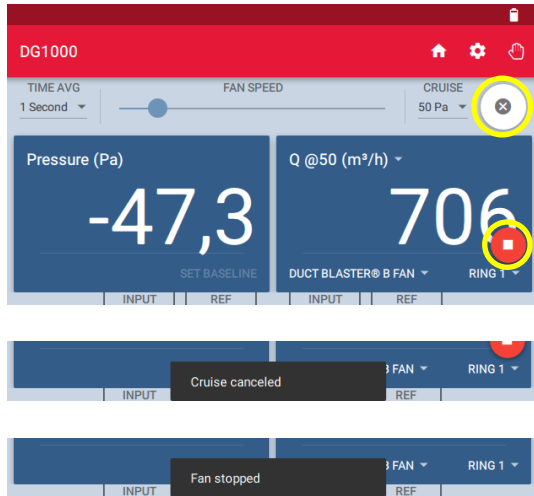 DG1000
TIME AVG FAN SPEED CRUISE
1 Second 50 Pa
Pressure (Pa) Q @50 (m³/h)
-47,3 706
SET BASELINE DUCT BLASTER® B FAN RING 1
INPUT REF INPUT REF
B FAN RING 1
Cruise canceled
INPUT REF
B FAN RING 1
Fan stopped
INPUT REF